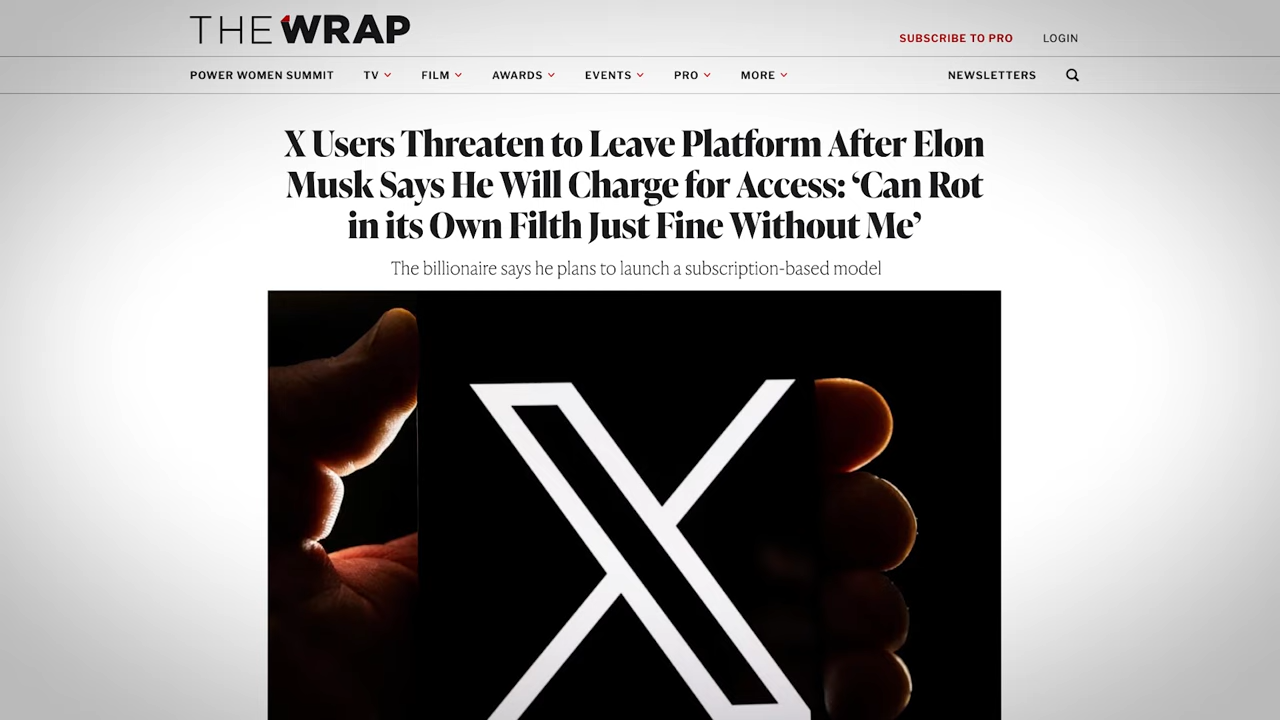 THE WRAP
SUBSCRIBE TO PRO LOGIN
POWER WOMEN SUMMIT TV FILM AWARDS EVENTS PRO MORE NEWSLETTERS
X Users Threaten to Leave Platform After Elon
Musk Says He Will Charge for Access: ‘Can Rot
in its Own Filth Just Fine Without Me’
The billionaire says he plans to launch a subscription-based model
X